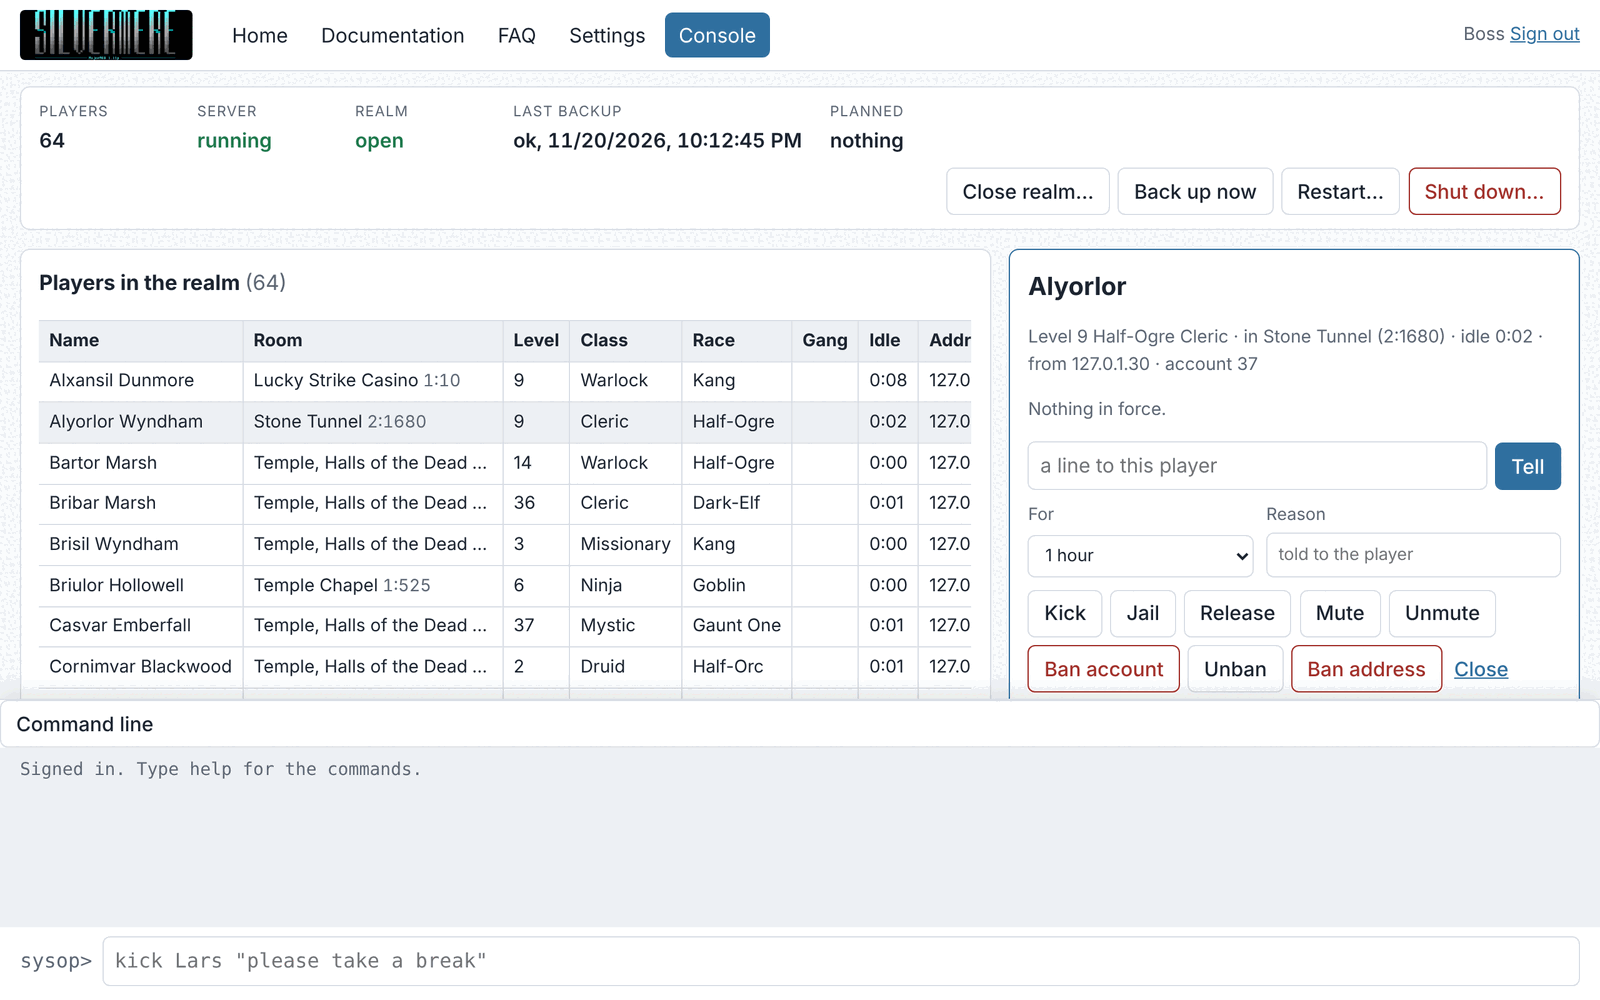 SILVERMERE
Home
Documentation
FAQ
Settings
Console
Boss Sign out
PLAYERS
64
SERVER
running
REALM
open
LAST BACKUP
ok, 11/20/2026, 10:12:45 PM
PLANNED
nothing
Close realm...
Back up now
Restart...
Shut down...
Players in the realm (64)
Name Room Level Class Race Gang Idle Addr
Alxansil Dunmore Lucky Strike Casino 1:10 9 Warlock Kang 0:08 127.0
Alyorlor Wyndham Stone Tunnel 2:1680 9 Cleric Half-Ogre 0:02 127.0
Bartor Marsh Temple, Halls of the Dead ... 14 Warlock Half-Ogre 0:00 127.0
Bribar Marsh Temple, Halls of the Dead ... 36 Cleric Dark-Elf 0:01 127.0
Brisil Wyndham Temple, Halls of the Dead ... 3 Missionary Kang 0:00 127.0
Briulor Hollowell Temple Chapel 1:525 6 Ninja Goblin 0:00 127.0
Casvar Emberfall Temple, Halls of the Dead ... 37 Mystic Gaunt One 0:01 127.0
Cornimvar Blackwood Temple, Halls of the Dead ... 2 Druid Half-Orc 0:01 127.0
Alyorlor
Level 9 Half-Ogre Cleric · in Stone Tunnel (2:1680) · idle 0:02 ·
from 127.0.1.30 · account 37
Nothing in force.
a line to this player
Tell
For
Reason
1 hour
told to the player
Kick
Jail
Release
Mute
Unmute
Ban account
Unban
Ban address
Close
Command line
Signed in. Type help for the commands.
sysop> kick Lars "please take a break"